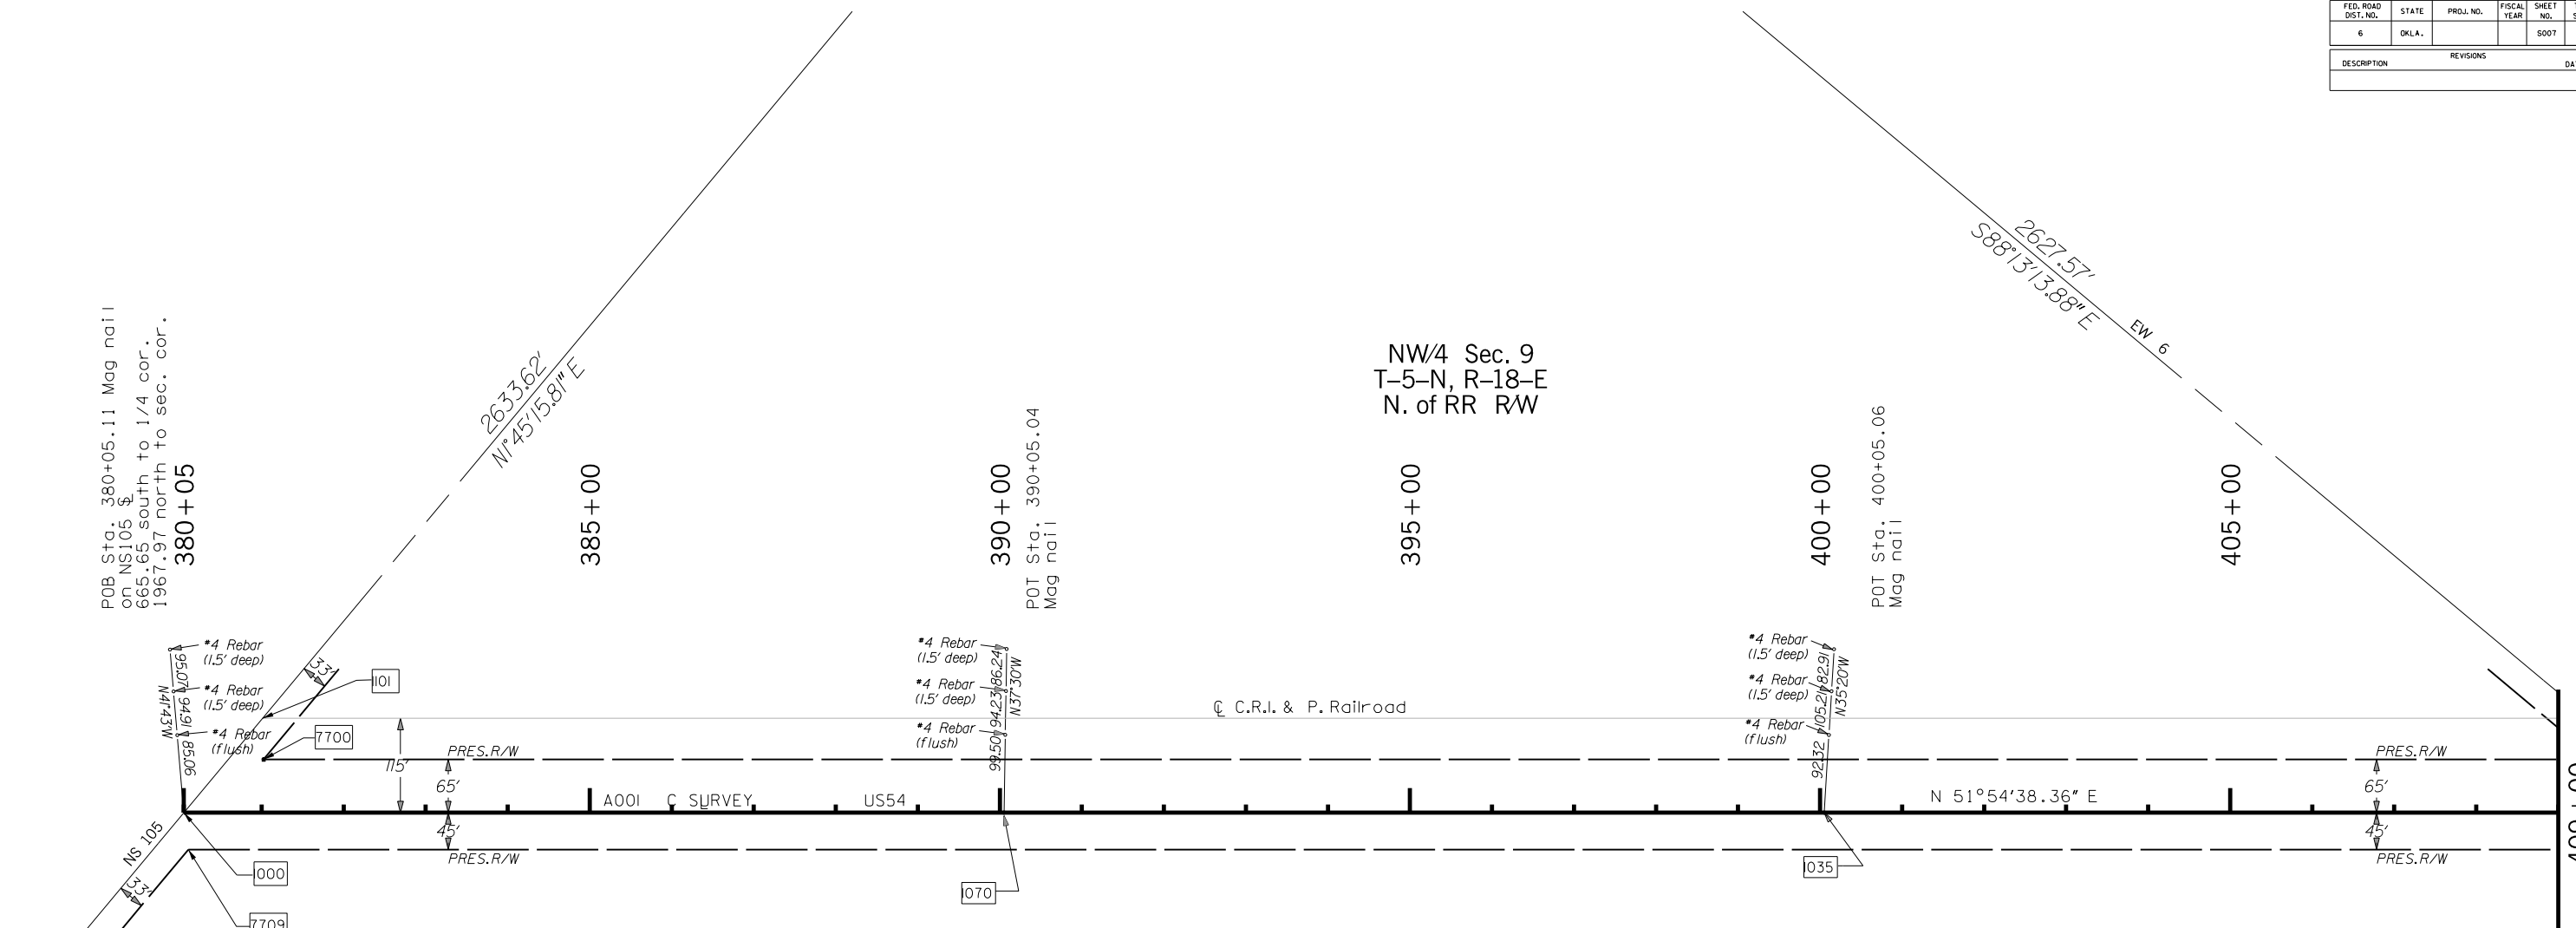 FED. ROAD DIST. NO.
STATE
PROJ. NO.
FISCAL YEAR
SHEET NO.
6
OKLA.
S007
REVISIONS
DESCRIPTION
2627.57'
S88°13'13.88" E
EW 6
2633.62'
N1°45'15.81" E
NW/4 Sec. 9
T-5-N, R-18-E
N. of RR R/W
POB Sta. 380+05.11 Mag nail
on NS105 ℄
665.65 south to 1/4 cor.
1967.97 north to sec. cor.
380+05
385+00
390+00
POT Sta. 390+05.04
Mag nail
395+00
400+00
POT Sta. 400+05.06
Mag nail
405+00
#4 Rebar
(1.5' deep)
#4 Rebar
(1.5' deep)
#4 Rebar
(flush)
95.07
94.91
85.06
N41°43'W
33'
1101
7700
#4 Rebar
(1.5' deep)
#4 Rebar
(1.5' deep)
#4 Rebar
(flush)
86.24
94.23
99.50
N37°30'W
#4 Rebar
(1.5' deep)
#4 Rebar
(1.5' deep)
#4 Rebar
(flush)
82.91
105.21
92.32
N35°20'W
℄ C.R.I. & P. Railroad
PRES.R/W
PRES.R/W
115'
65'
65'
A001 C SURVEY US54
N 51°54'38.36" E
45'
45'
PRES.R/W
PRES.R/W
NS 105
33'
1000
1070
1035
7709